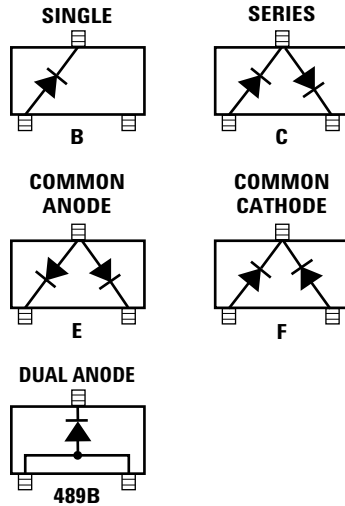 SINGLE
B
SERIES
C
COMMON
ANODE
E
COMMON
CATHODE
F
DUAL ANODE
489B